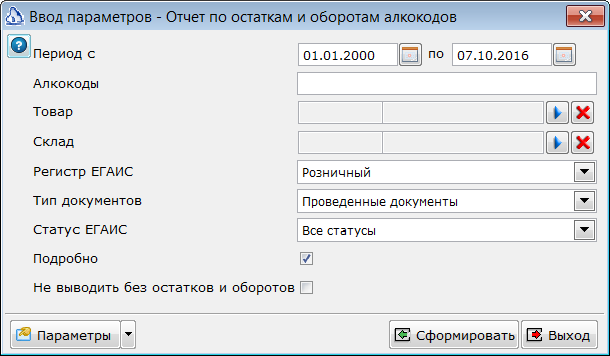 Ввод параметров - Отчет по остаткам и оборотам алкокодов
? Период с 01.01.2000 по 07.10.2016
Алкокоды
Товар
Склад
Регистр ЕГАИС Розничный
Тип документов Проведенные документы
Статус ЕГАИС Все статусы
Подробно
Не выводить без остатков и оборотов
Параметры Сформировать Выход